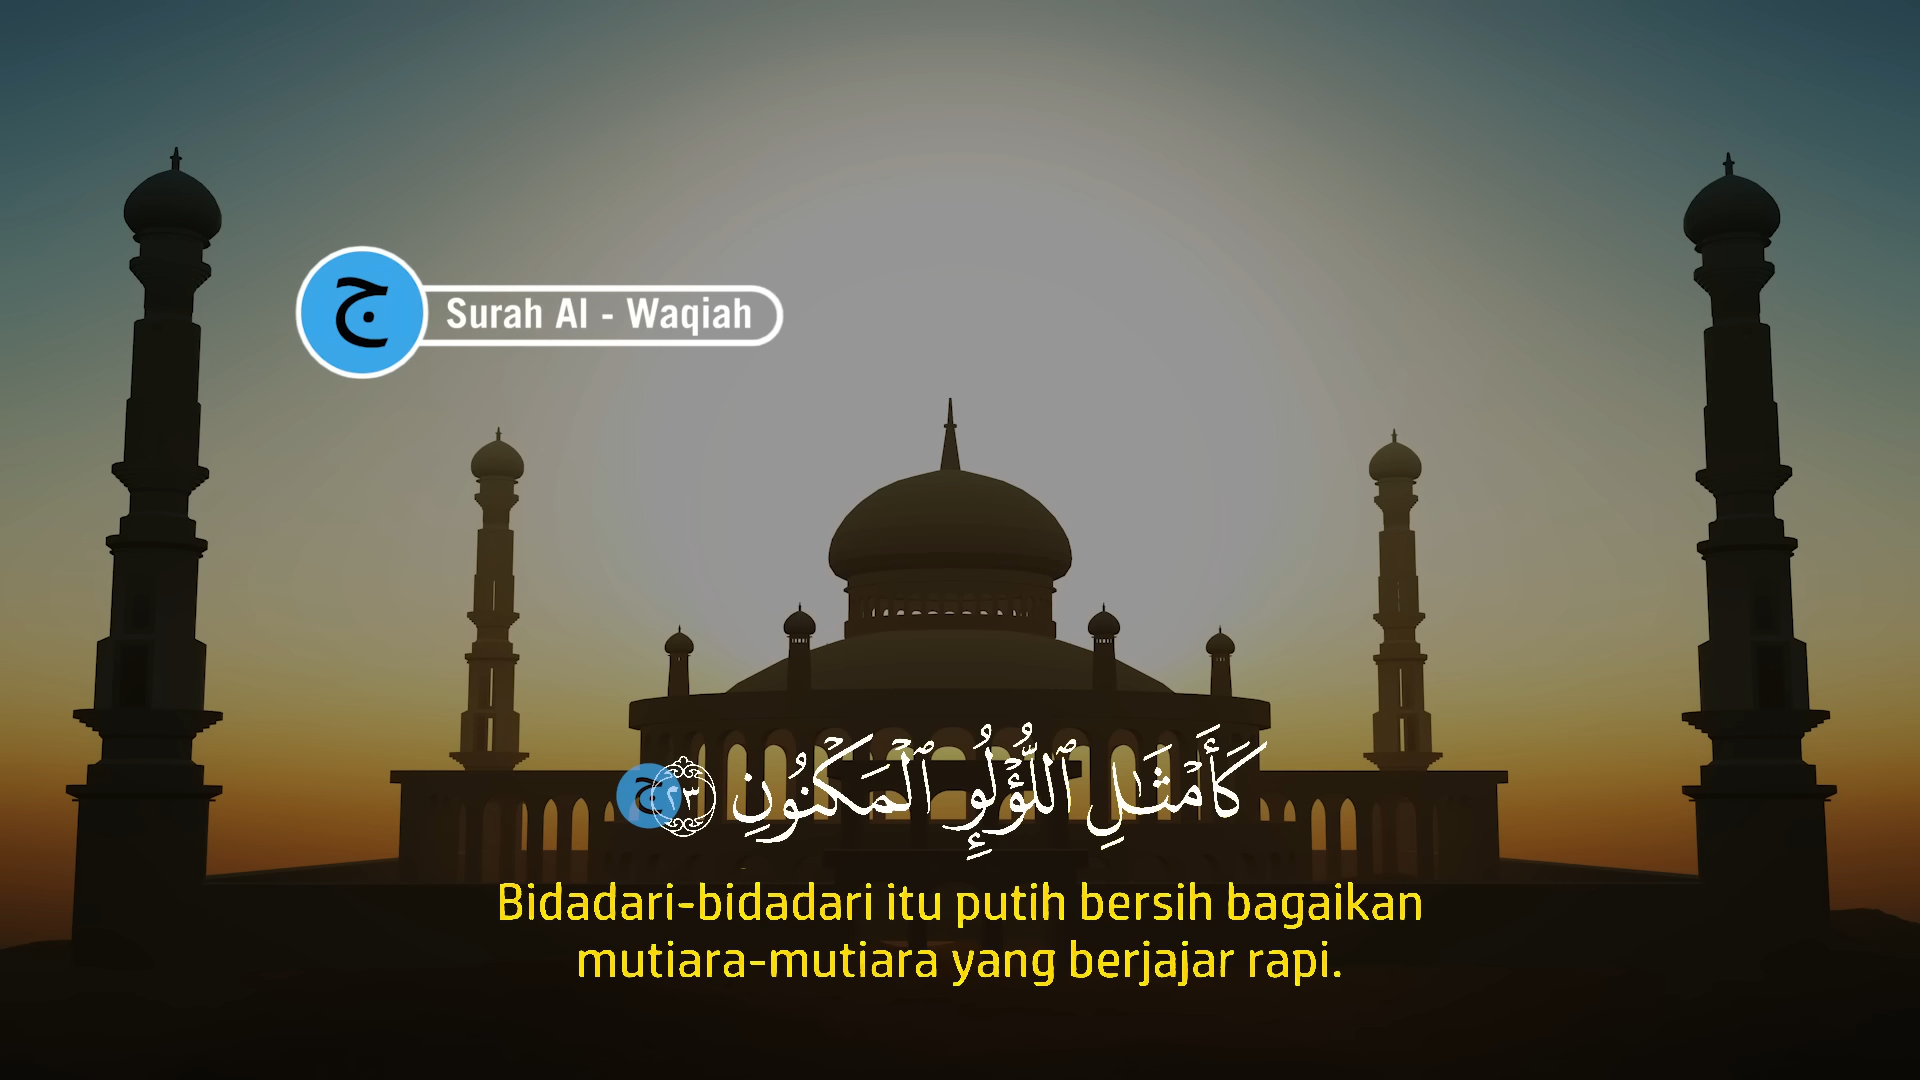 ج
Surah Al - Waqiah
كَأَمْثَـٰلِ ٱللُّؤْلُوِٕ ٱلْمَكْنُونِ ٢٣
ج
Bidadari-bidadari itu putih bersih bagaikan
mutiara-mutiara yang berjajar rapi.